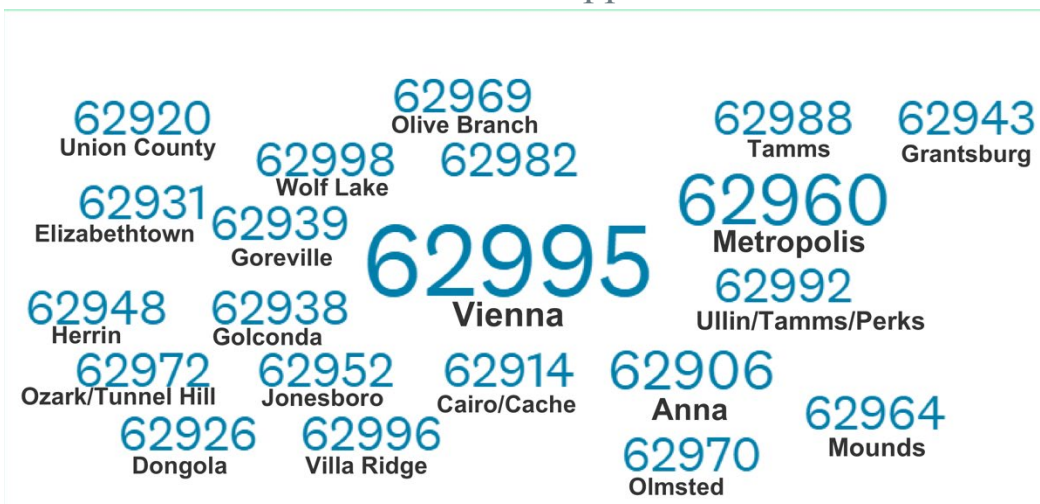 62969
Olive Branch
62920
Union County
62988
Tamms
62943
Grantsburg
62998
Wolf Lake
62982
62931
Elizabethtown
62939
Goreville
62960
Metropolis
62995
Vienna
62992
Ullin/Tamms/Perks
62948
Herrin
62938
Golconda
62972
Ozark/Tunnel Hill
62952
Jonesboro
62914
Cairo/Cache
62906
Anna
62964
Mounds
62926
Dongola
62996
Villa Ridge
62970
Olmsted